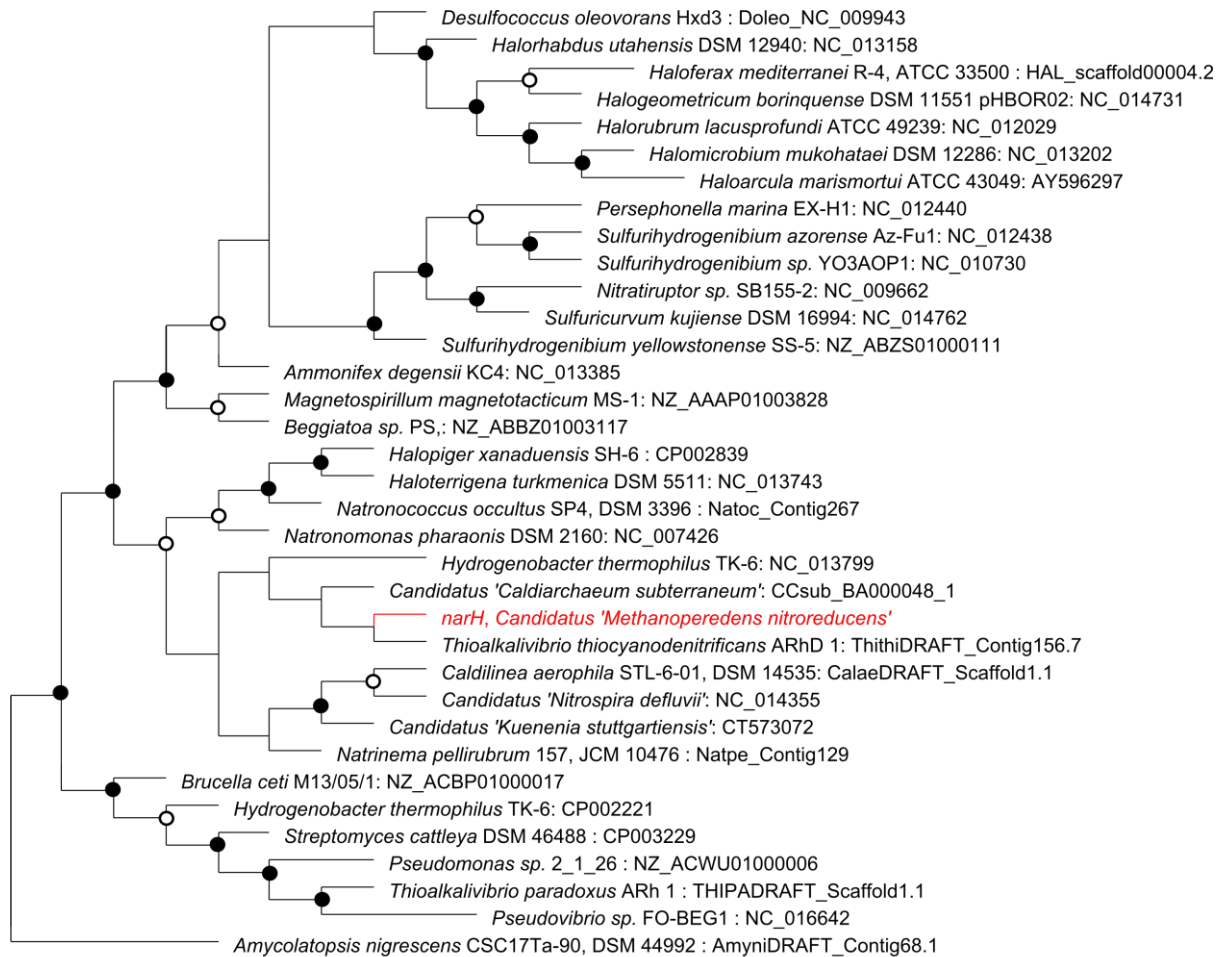 Desulfococcus oleovorans Hxd3 : Doleo_NC_009943
Halorhabdus utahensis DSM 12940: NC_013158
Haloferax mediterranei R-4, ATCC 33500 : HAL_scaffold00004.2
Halogeometricum borinquense DSM 11551 pHBOR02: NC_014731
Halorubrum lacusprofundi ATCC 49239: NC_012029
Halomicrobium mukohataei DSM 12286: NC_013202
Haloarcula marismortui ATCC 43049: AY596297
Persephonella marina EX-H1: NC_012440
Sulfurihydrogenibium azorense Az-Fu1: NC_012438
Sulfurihydrogenibium sp. YO3AOP1: NC_010730
Nitratiruptor sp. SB155-2: NC_009662
Sulfuricurvum kujiense DSM 16994: NC_014762
Sulfurihydrogenibium yellowstonense SS-5: NZ_ABZS01000111
Ammonifex degensii KC4: NC_013385
Magnetospirillum magnetotacticum MS-1: NZ_AAAP01003828
Beggiatoa sp. PS,: NZ_ABBZ01003117
Halopiger xanaduensis SH-6 : CP002839
Haloterrigena turkmenica DSM 5511: NC_013743
Natronococcus occultus SP4, DSM 3396 : Natoc_Contig267
Natronomonas pharaonis DSM 2160: NC_007426
Hydrogenobacter thermophilus TK-6: NC_013799
Candidatus 'Caldiarchaeum subterraneum': CCsub_BA000048_1
narH, Candidatus 'Methanoperedens nitroreducens'
Thioalkalivibrio thiocyanodenitrificans ARhD 1: ThithiDRAFT_Contig156.7
Caldilinea aerophila STL-6-01, DSM 14535: CalaeDRAFT_Scaffold1.1
Candidatus 'Nitrospira defluvii': NC_014355
Candidatus 'Kuenenia stuttgartiensis': CT573072
Natrinema pellirubrum 157, JCM 10476 : Natpe_Contig129
Brucella ceti M13/05/1: NZ_ACBP01000017
Hydrogenobacter thermophilus TK-6: CP002221
Streptomyces cattleya DSM 46488 : CP003229
Pseudomonas sp. 2_1_26 : NZ_ACWU01000006
Thioalkalivibrio paradoxus ARh 1 : THIPADRAFT_Scaffold1.1
Pseudovibrio sp. FO-BEG1 : NC_016642
Amycolatopsis nigrescens CSC17Ta-90, DSM 44992 : AmyniDRAFT_Contig68.1